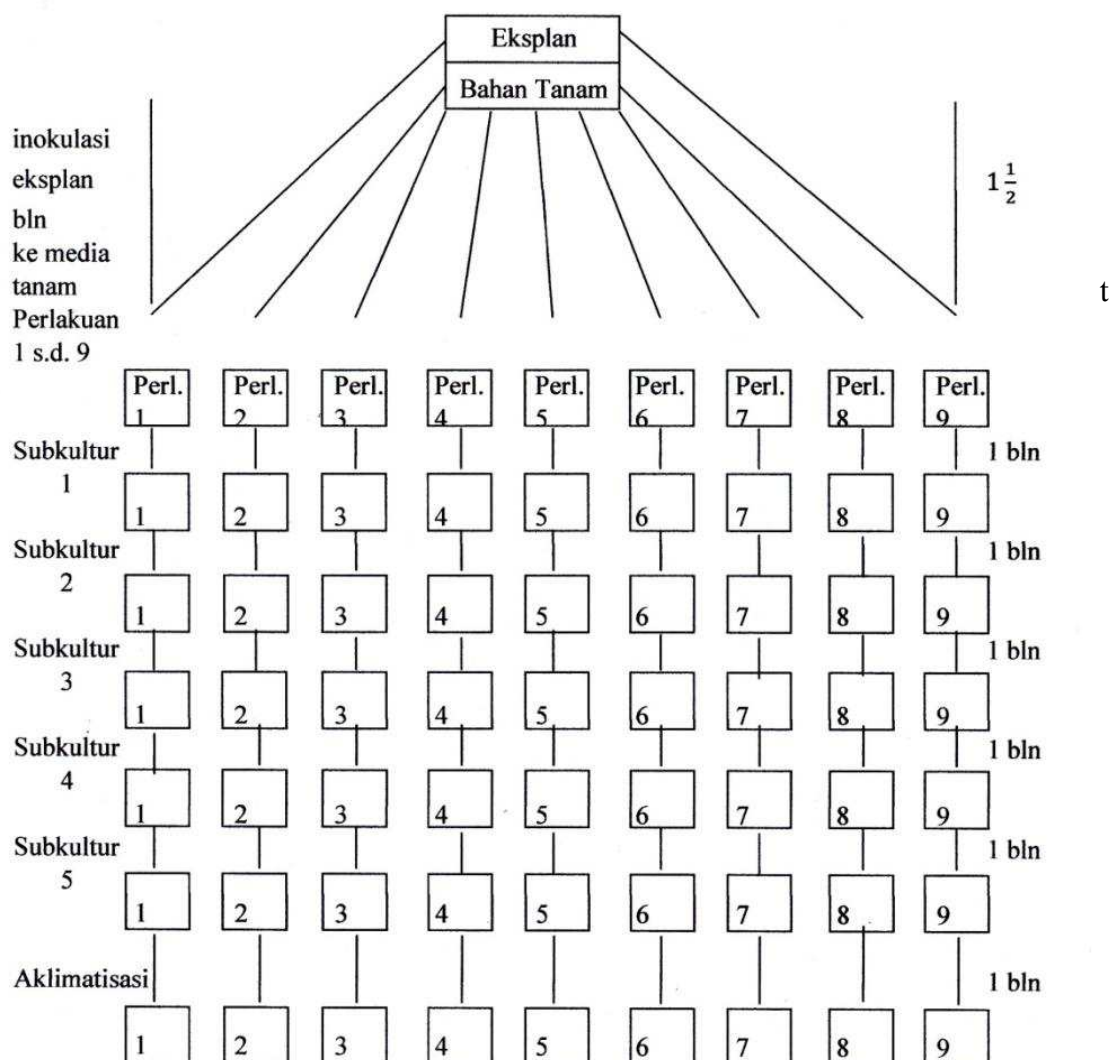 Eksplan
Bahan Tanam
inokulasi
eksplan
bln
ke media
tanam
Perlakuan
1 s.d. 9
1 1/2
t
Perl. Perl. Perl. Perl. Perl. Perl. Perl. Perl. Perl.
1 2 3 4 5 6 7 8 9
Subkultur 1 bln
1
1 2 3 4 5 6 7 8 9
Subkultur 1 bln
2
1 2 3 4 5 6 7 8 9
Subkultur 1 bln
3
1 2 3 4 5 6 7 8 9
Subkultur 1 bln
4
1 2 3 4 5 6 7 8 9
Subkultur 1 bln
5
1 2 3 4 5 6 7 8 9
Aklimatisasi 1 bln
1 2 3 4 5 6 7 8 9